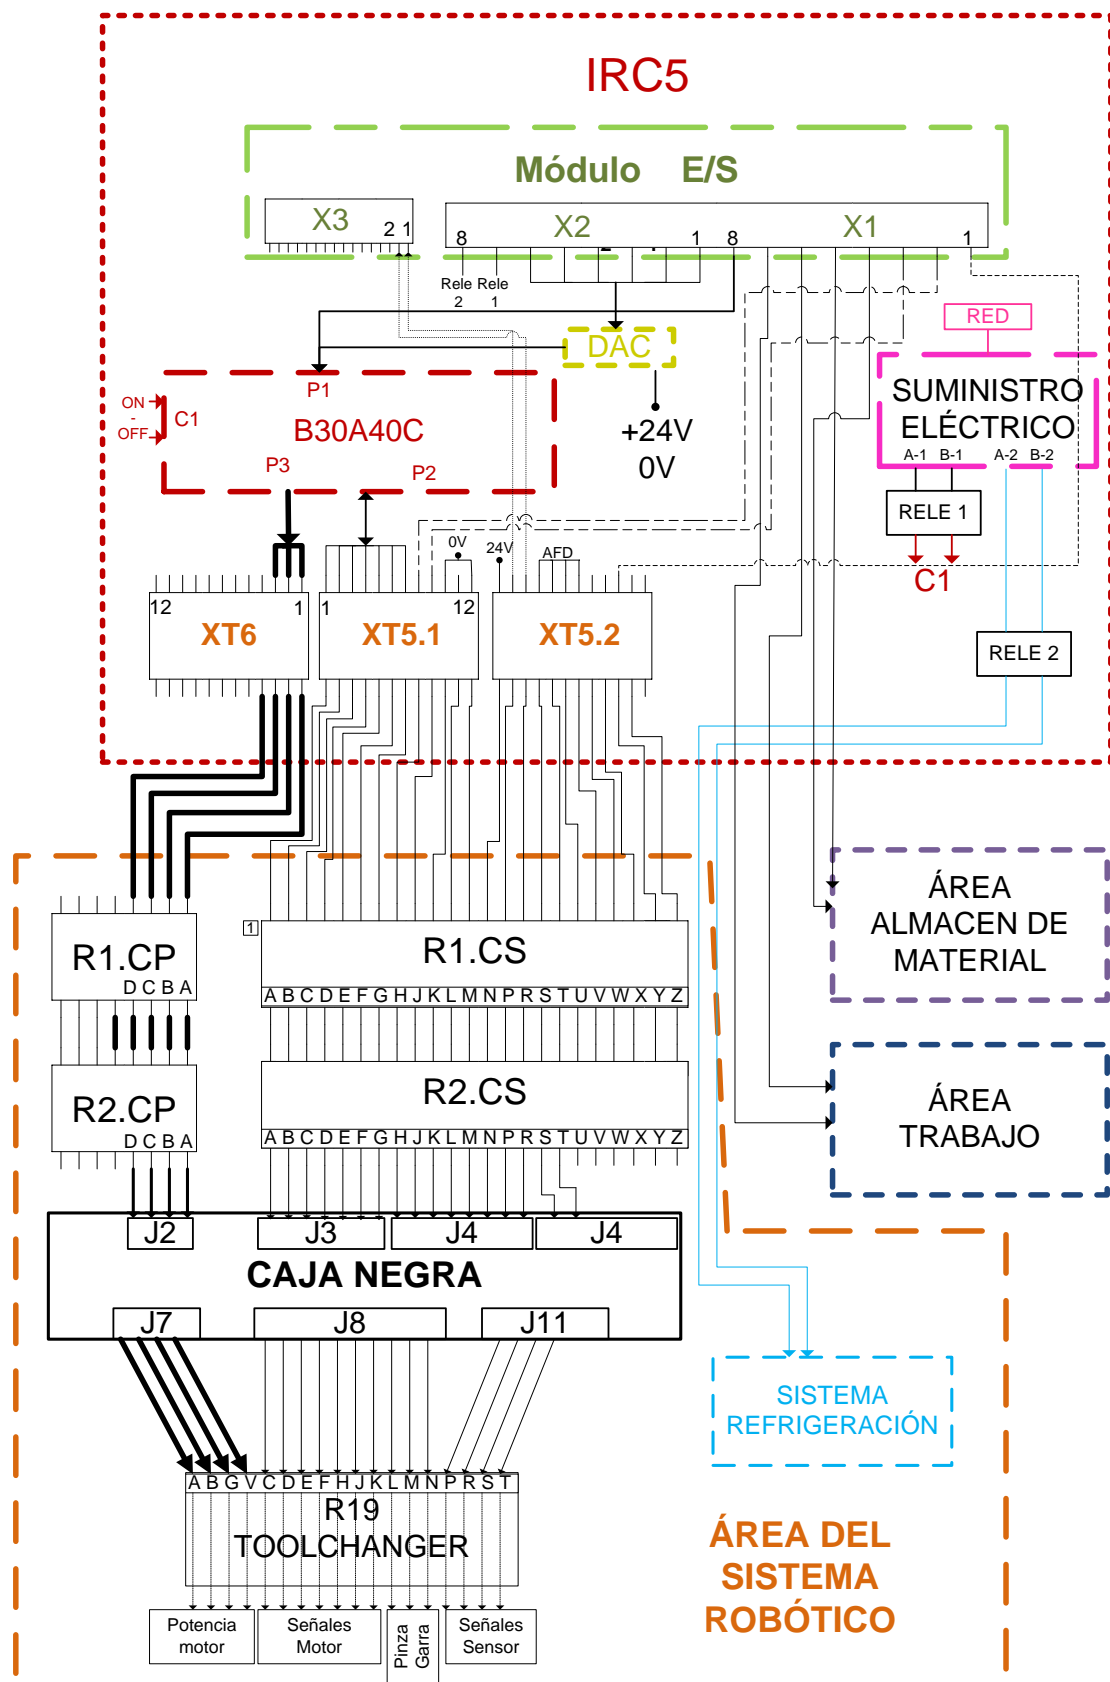 IRC5
Módulo E/S
X3
2 1
X2
8
1
X1
8
1
Rele
2
Rele
1
RED
DAC
SUMINISTRO
ELÉCTRICO
A-1 B-1 A-2 B-2
P1
ON
-
OFF
C1
B30A40C
P3
P2
+24V
0V
RELE 1
C1
0V
24V
AFD
12
1
XT6
1
12
XT5.1
XT5.2
RELE 2
ÁREA
ALMACEN DE
MATERIAL
R1.CP
D C B A
1
R1.CS
A B C D E F G H J K L M N P R S T U V W X Y Z
R2.CP
D C B A
R2.CS
A B C D E F G H J K L M N P R S T U V W X Y Z
ÁREA
TRABAJO
J2
J3
J4
J4
CAJA NEGRA
J7
J8
J11
SISTEMA
REFRIGERACIÓN
A B G V C D E F H J K L M N P R S T
R19
TOOLCHANGER
ÁREA DEL
SISTEMA
ROBÓTICO
Potencia
motor
Señales
Motor
Pinza
Garra
Señales
Sensor